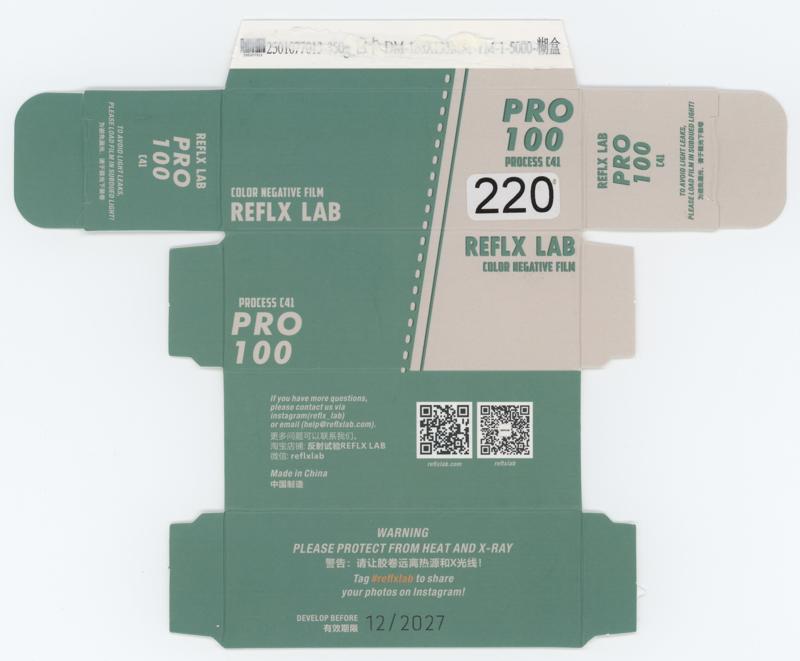 2501077013-350g
-1-5000-糊盒
TO AVOID LIGHT LEAKS,
PLEASE LOAD FILM IN SUBDUED LIGHT!
REFLX LAB
PRO
100
C41
COLOR NEGATIVE FILM
REFLX LAB
PRO
100
PROCESS C41
220
REFLX LAB
PRO
100
C41
TO AVOID LIGHT LEAKS,
PLEASE LOAD FILM IN SUBDUED LIGHT!
REFLX LAB
COLOR NEGATIVE FILM
PROCESS C41
PRO
100
If you have more questions,
please contact us via
instagram(reflx_lab)
or email (help@reflxlab.com).
更多问题可以联系我们。
淘宝店铺: 反射试验REFLX LAB
微信: reflxlab
Made in China
中国制造
reflxlab.com
reflxlab
WARNING
PLEASE PROTECT FROM HEAT AND X-RAY
警告：请让胶卷远离热源和X光线！
Tag #reflxlab to share
your photos on Instagram!
DEVELOP BEFORE
有效期限
12/2027